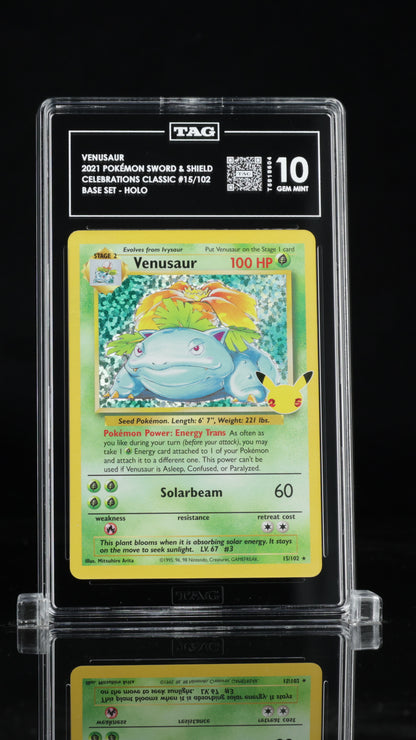 TAG
VENUSAUR
2021 POKÉMON SWORD & SHIELD
CELEBRATIONS CLASSIC #15/102
BASE SET - HOLO
T5818604
10
GEM MINT
Evolves from Ivysaur Put Venusaur on the Stage 1 card
STAGE 2
Venusaur 100 HP
25
Seed Pokémon. Length: 6' 7", Weight: 221 lbs.
Pokémon Power: Energy Trans As often as
you like during your turn (before your attack), you may
take 1 Energy card attached to 1 of your Pokémon
and attach it to a different one. This power can't be
used if Venusaur is Asleep, Confused, or Paralyzed.
Solarbeam 60
weakness resistance retreat cost
This plant blooms when it is absorbing solar energy. It stays
on the move to seek sunlight. LV. 67 #3
Illus. Mitsuhiro Arita ©1995, 96, 98 Nintendo, Creatures, GAMEFREAK. 15/102 ★
TAG